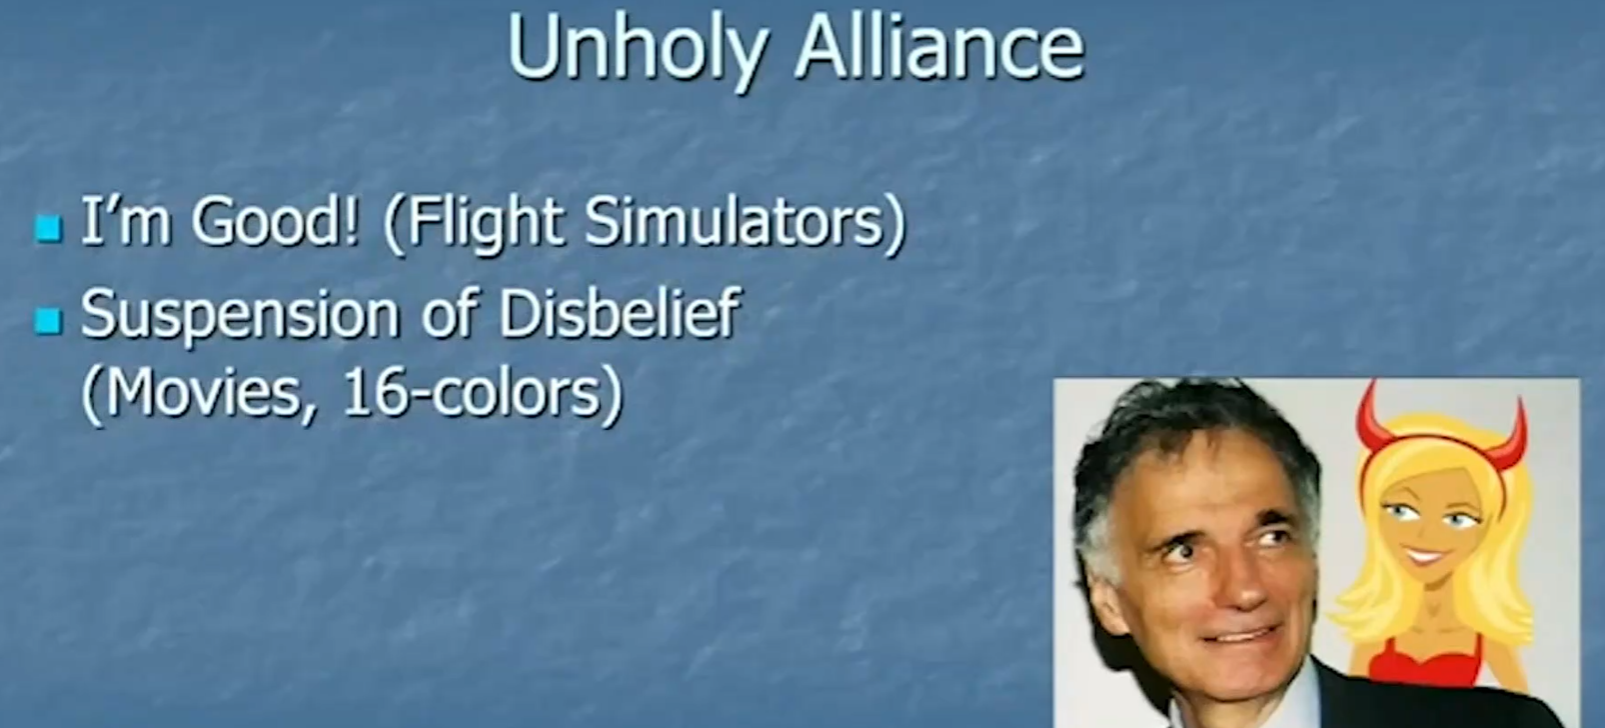 Unholy Alliance
I'm Good! (Flight Simulators)
Suspension of Disbelief
(Movies, 16-colors)